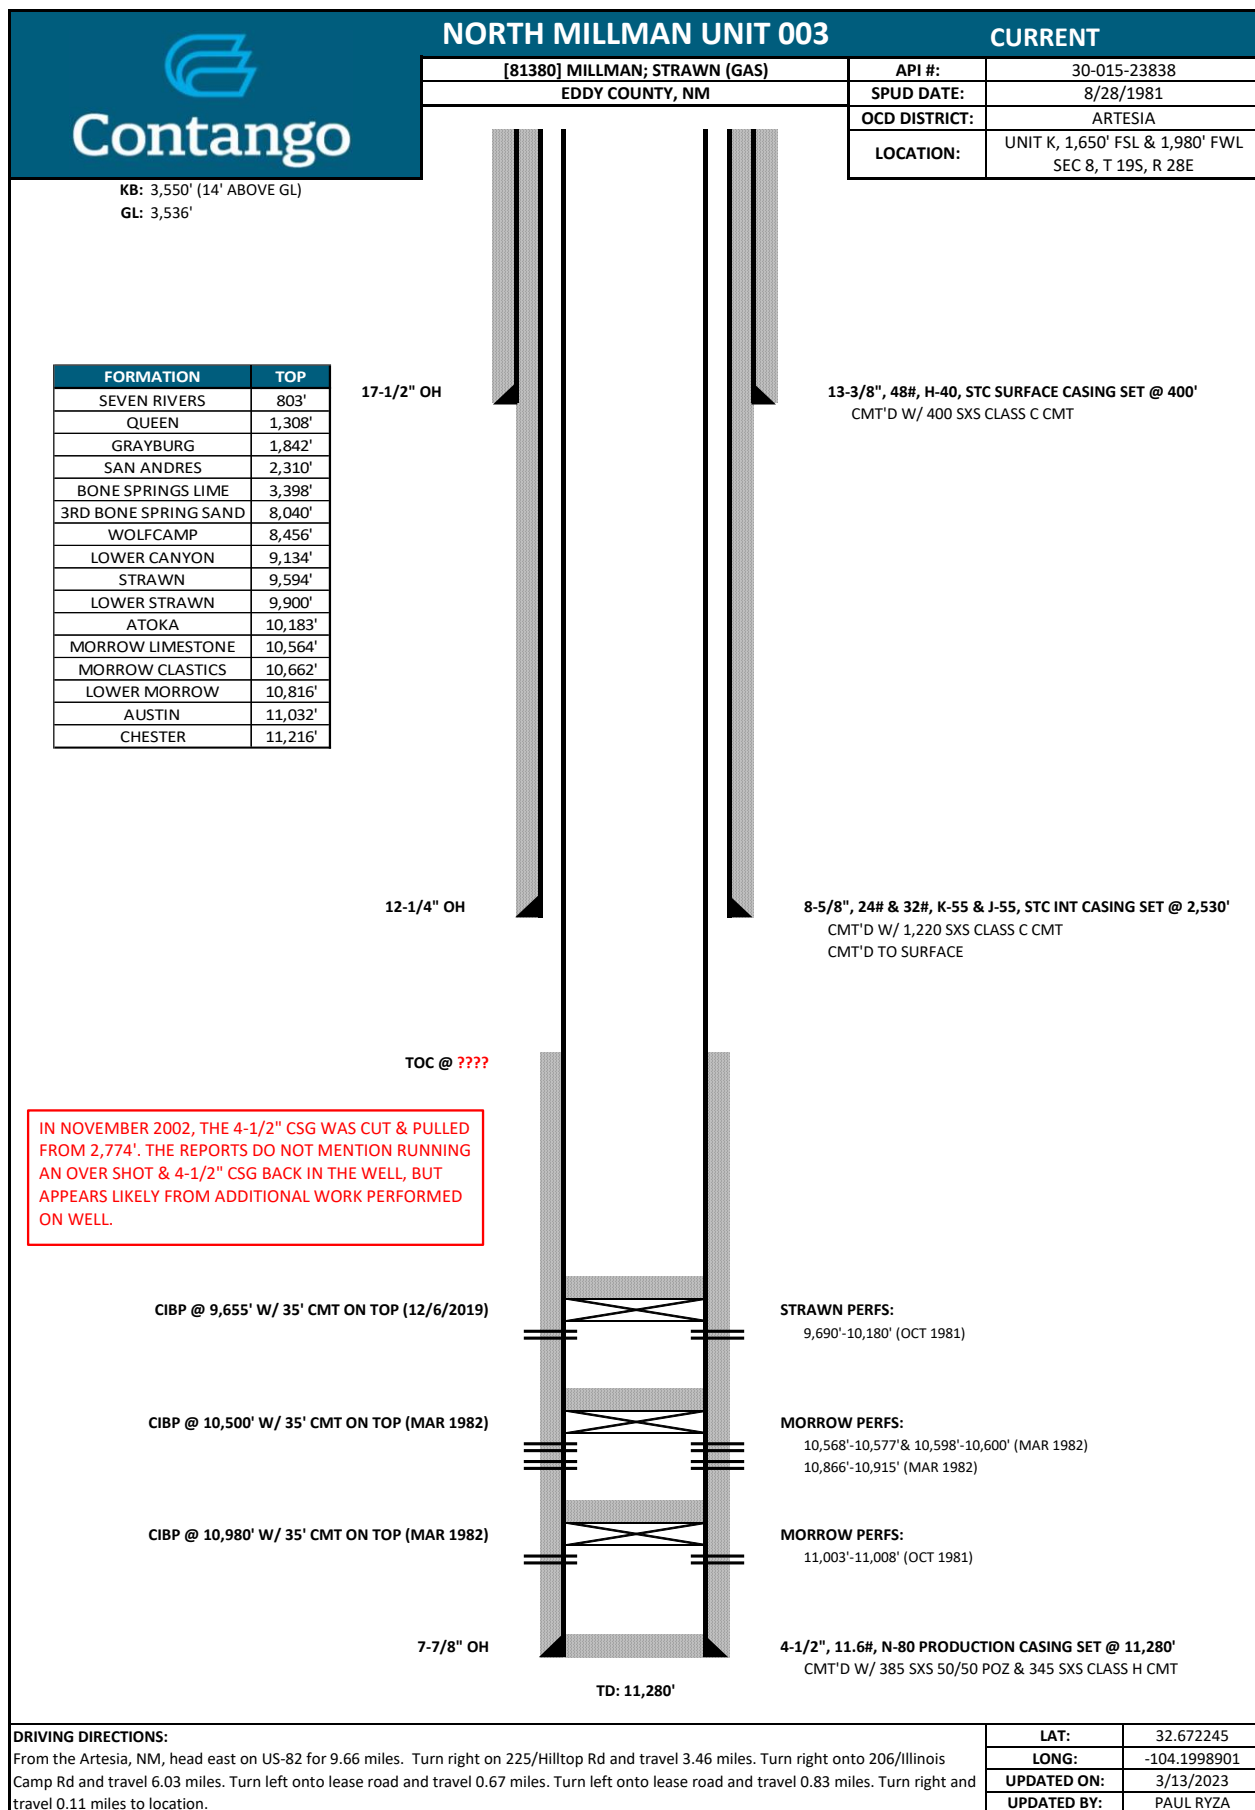 Contango
NORTH MILLMAN UNIT 003
CURRENT
[81380] MILLMAN; STRAWN (GAS)
EDDY COUNTY, NM
API #: 30-015-23838
SPUD DATE: 8/28/1981
OCD DISTRICT: ARTESIA
LOCATION: UNIT K, 1,650' FSL & 1,980' FWL
SEC 8, T 19S, R 28E
KB: 3,550' (14' ABOVE GL)
GL: 3,536'
FORMATION TOP
SEVEN RIVERS 803'
QUEEN 1,308'
GRAYBURG 1,842'
SAN ANDRES 2,310'
BONE SPRINGS LIME 3,398'
3RD BONE SPRING SAND 8,040'
WOLFCAMP 8,456'
LOWER CANYON 9,134'
STRAWN 9,594'
LOWER STRAWN 9,900'
ATOKA 10,183'
MORROW LIMESTONE 10,564'
MORROW CLASTICS 10,662'
LOWER MORROW 10,816'
AUSTIN 11,032'
CHESTER 11,216'
17-1/2" OH
13-3/8", 48#, H-40, STC SURFACE CASING SET @ 400'
CMT'D W/ 400 SXS CLASS C CMT
12-1/4" OH
8-5/8", 24# & 32#, K-55 & J-55, STC INT CASING SET @ 2,530'
CMT'D W/ 1,220 SXS CLASS C CMT
CMT'D TO SURFACE
TOC @ ????
IN NOVEMBER 2002, THE 4-1/2" CSG WAS CUT & PULLED
FROM 2,774'. THE REPORTS DO NOT MENTION RUNNING
AN OVER SHOT & 4-1/2" CSG BACK IN THE WELL, BUT
APPEARS LIKELY FROM ADDITIONAL WORK PERFORMED
ON WELL.
CIBP @ 9,655' W/ 35' CMT ON TOP (12/6/2019)
STRAWN PERFS:
9,690'-10,180' (OCT 1981)
CIBP @ 10,500' W/ 35' CMT ON TOP (MAR 1982)
MORROW PERFS:
10,568'-10,577'& 10,598'-10,600' (MAR 1982)
10,866'-10,915' (MAR 1982)
CIBP @ 10,980' W/ 35' CMT ON TOP (MAR 1982)
MORROW PERFS:
11,003'-11,008' (OCT 1981)
7-7/8" OH
4-1/2", 11.6#, N-80 PRODUCTION CASING SET @ 11,280'
CMT'D W/ 385 SXS 50/50 POZ & 345 SXS CLASS H CMT
TD: 11,280'
DRIVING DIRECTIONS:
From the Artesia, NM, head east on US-82 for 9.66 miles. Turn right on 225/Hilltop Rd and travel 3.46 miles. Turn right onto 206/Illinois
Camp Rd and travel 6.03 miles. Turn left onto lease road and travel 0.67 miles. Turn left onto lease road and travel 0.83 miles. Turn right and
travel 0.11 miles to location.
LAT: 32.672245
LONG: -104.1998901
UPDATED ON: 3/13/2023
UPDATED BY: PAUL RYZA